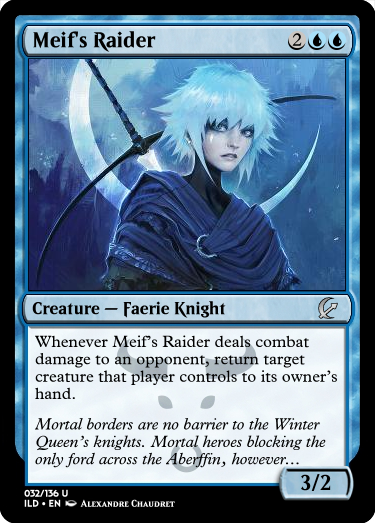 Meif's Raider 2
Creature — Faerie Knight
Whenever Meif's Raider deals combat
damage to an opponent, return target
creature that player controls to its owner's
hand.
Mortal borders are no barrier to the Winter
Queen's knights. Mortal heroes blocking the
only ford across the Aberffin, however…
3/2
032/136 U
ILD • EN Alexandre Chaudret